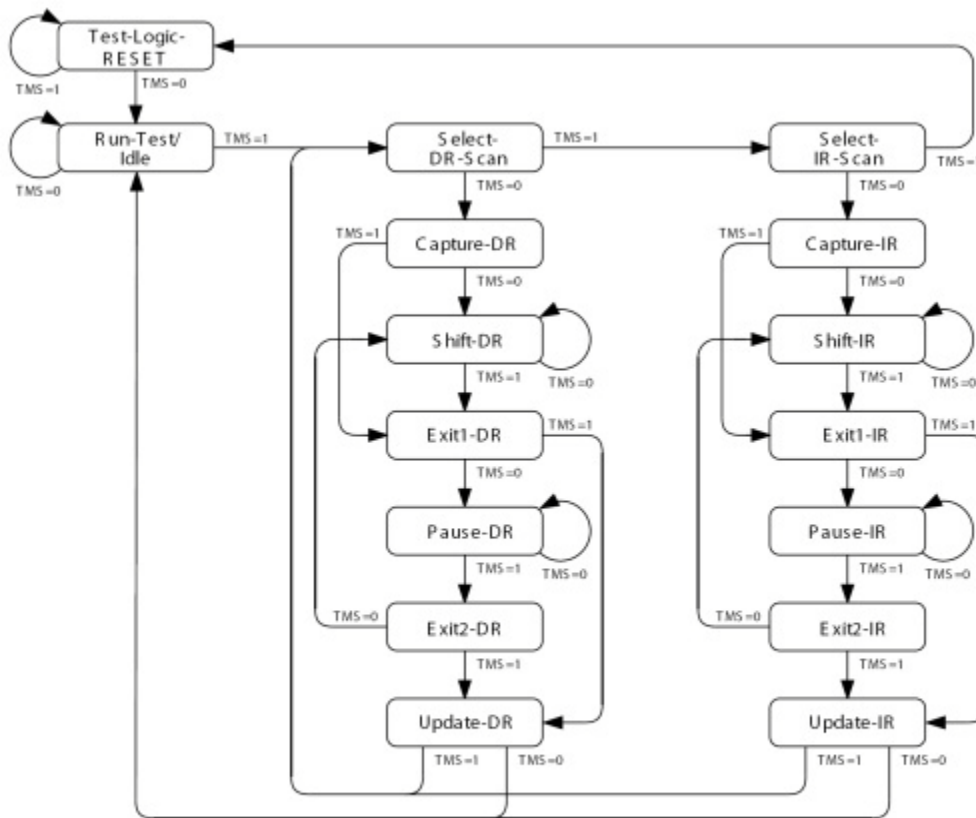 Test-Logic-
RESET
TMS=1
TMS=0
Run-Test/
Idle
TMS=1
TMS=0
Select-
DR-Scan
TMS=1
TMS=0
Select-
IR-Scan
TMS=0
TMS=1
Capture-DR
TMS=0
TMS=1
Capture-IR
TMS=0
Shift-DR
TMS=1
TMS=0
Shift-IR
TMS=1
TMS=0
Exit1-DR
TMS=1
TMS=0
Exit1-IR
TMS=1
TMS=0
Pause-DR
TMS=1
TMS=0
Pause-IR
TMS=1
TMS=0
TMS=0
Exit2-DR
TMS=1
TMS=0
Exit2-IR
TMS=1
Update-DR
TMS=1
TMS=0
Update-IR
TMS=1
TMS=0